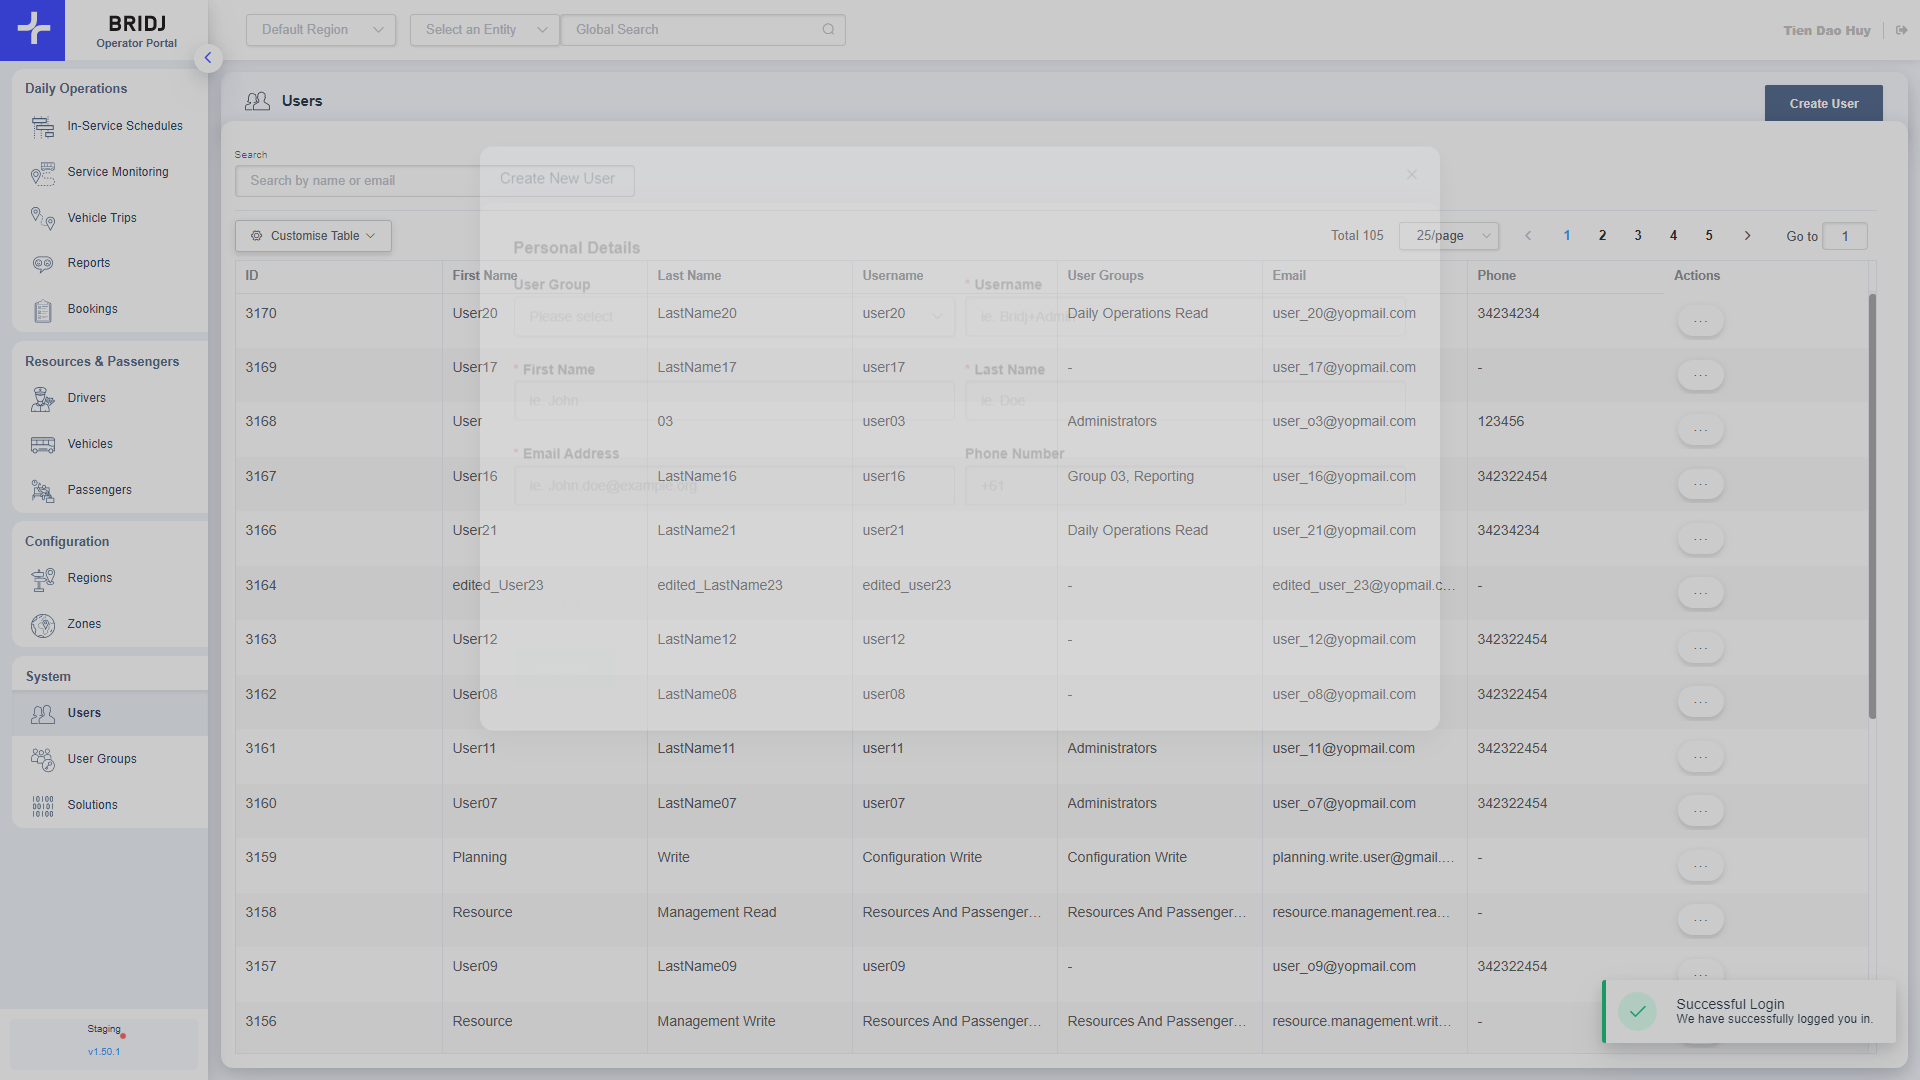 BRIDJ
Operator Portal
Default Region
Select an Entity
Global Search
Tien Dao Huy
Daily Operations
In-Service Schedules
Service Monitoring
Vehicle Trips
Reports
Bookings
Resources & Passengers
Drivers
Vehicles
Passengers
Configuration
Regions
Zones
System
Users
User Groups
Solutions
Staging
v1.50.1
Users
Create User
Search
Search by name or email
Customise Table
Total 105
25/page
1 2 3 4 5
Go to 1
ID First Name Last Name Username User Groups Email Phone Actions
3170 User20 LastName20 user20 Daily Operations Read user_20@yopmail.com 34234234 ...
3169 User17 LastName17 user17 - user_17@yopmail.com - ...
3168 User 03 user03 Administrators user_o3@yopmail.com 123456 ...
3167 User16 LastName16 user16 Group 03, Reporting user_16@yopmail.com 342322454 ...
3166 User21 LastName21 user21 Daily Operations Read user_21@yopmail.com 34234234 ...
3164 edited_User23 edited_LastName23 edited_user23 - edited_user_23@yopmail.c... - ...
3163 User12 LastName12 user12 - user_12@yopmail.com 342322454 ...
3162 User08 LastName08 user08 - user_o8@yopmail.com 342322454 ...
3161 User11 LastName11 user11 Administrators user_11@yopmail.com 342322454 ...
3160 User07 LastName07 user07 Administrators user_o7@yopmail.com 342322454 ...
3159 Planning Write Configuration Write Configuration Write planning.write.user@gmail.... - ...
3158 Resource Management Read Resources And Passenger... Resources And Passenger... resource.management.rea... - ...
3157 User09 LastName09 user09 - user_o9@yopmail.com 342322454 ...
3156 Resource Management Write Resources And Passenger... Resources And Passenger... resource.management.writ... -
Create New User
Personal Details
User Group
Please select
* Username
ie. Bridj+Admin
* First Name
ie. John
* Last Name
ie. Doe
* Email Address
ie. John doe@example.org
Phone Number
+61
Successful Login
We have successfully logged you in.